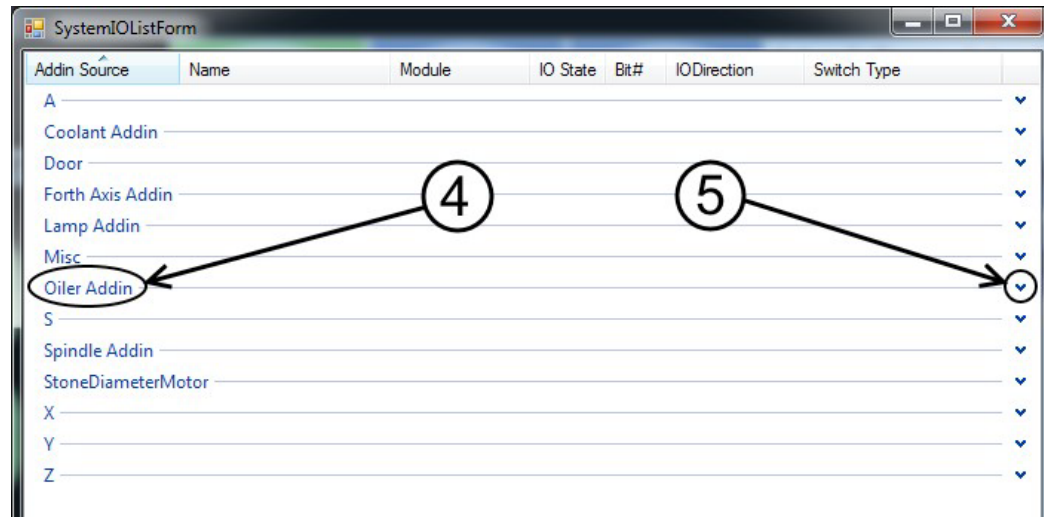 SystemIOListForm
Addin Source Name Module IO State Bit# IODirection Switch Type
A
Coolant Addin
Door
Forth Axis Addin
4 5
Lamp Addin
Misc
Oiler Addin
S
Spindle Addin
StoneDiameterMotor
X
Y
Z